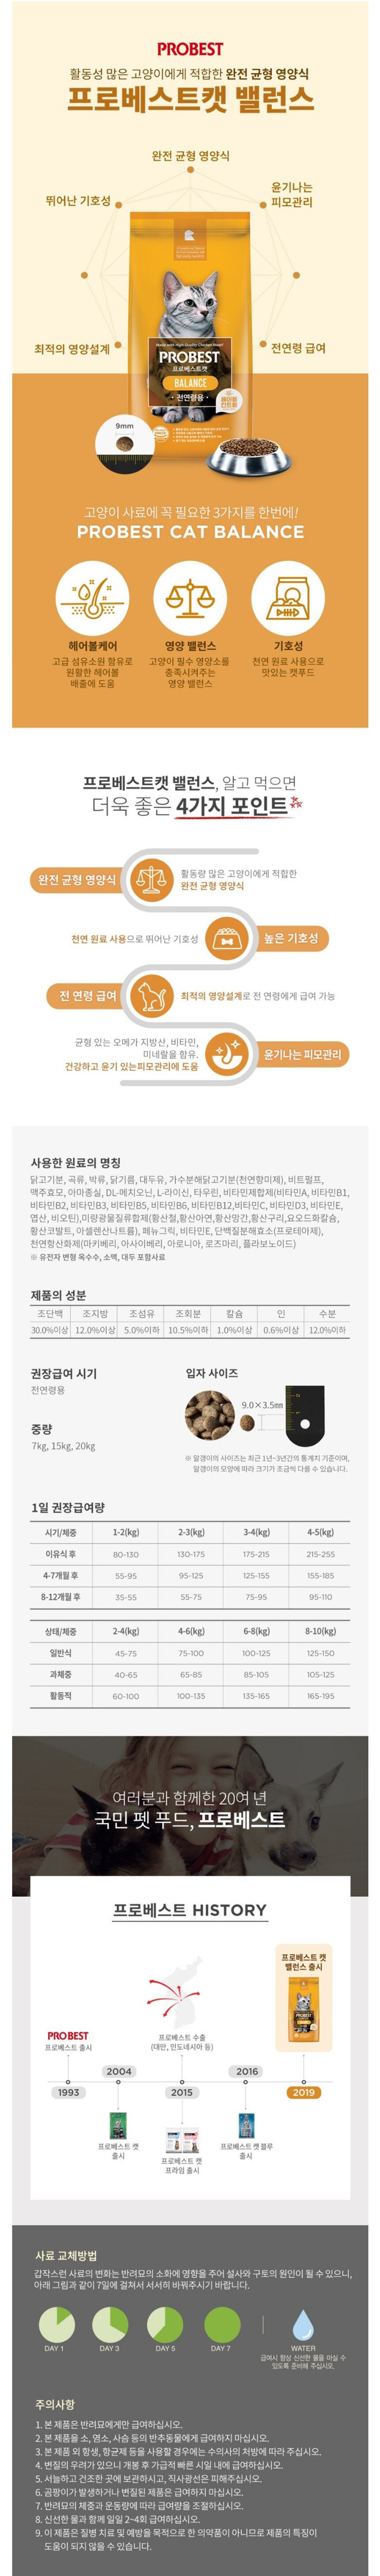 PROBEST
활동성 많은 고양이에게 적합한 완전 균형 영양식
프로베스트캣 밸런스
완전 균형 영양식
뛰어난 기호성
윤기나는
피모관리
최적의 영양설계
전연령 급여
PROBEST
프로베스트캣
BALANCE
전연령용
헤어볼
컨트롤
9mm
고양이 사료에 꼭 필요한 3가지를 한번에!
PROBEST CAT BALANCE
헤어볼케어
고급 섬유소원 함유로
원활한 헤어볼
배출에 도움
영양 밸런스
고양이 필수 영양소를
충족시켜주는
영양 밸런스
기호성
천연 원료 사용으로
맛있는 캣푸드
프로베스트캣 밸런스, 알고 먹으면
더욱 좋은 4가지 포인트
완전 균형 영양식
활동량 많은 고양이에게 적합한
완전 균형 영양식
천연 원료 사용으로 뛰어난 기호성
높은 기호성
전 연령 급여
최적의 영양설계로 전 연령에게 급여 가능
균형 있는 오메가 지방산, 비타민,
미네랄을 함유.
건강하고 윤기 있는피모관리에 도움
윤기나는 피모관리
사용한 원료의 명칭
닭고기분, 곡류, 박류, 닭기름, 대두유, 가수분해닭고기분(천연향미제), 비트펄프,
맥주효모, 아마종실, DL-메치오닌, L-라이신, 타우린, 비타민제합제(비타민A, 비타민B1,
비타민B2, 비타민B3, 비타민B5, 비타민B6, 비타민B12,비타민C, 비타민D3, 비타민E,
엽산, 비오틴),미량광물질류합제(황산철,황산아연,황산망간,황산구리,요오드화칼슘,
황산코발트, 아셀렌산나트륨), 페뉴그릭, 비타민E, 단백질분해효소(프로테아제),
천연항산화제(마키베리, 아사이베리, 아로니아, 로즈마리, 플라보노이드)
※ 유전자 변형 옥수수, 소맥, 대두 포함사료
제품의 성분
조단백 조지방 조섬유 조회분 칼슘 인 수분
30.0%이상 12.0%이상 5.0%이하 10.5%이하 1.0%이상 0.6%이상 12.0%이하
권장급여 시기
전연령용
중량
7kg, 15kg, 20kg
입자 사이즈
9.0×3.5㎜
※ 알갱이의 사이즈는 최근 1년~3년간의 통계치 기준이며,
알갱이의 모양에 따라 크기가 조금씩 다를 수 있습니다.
1일 권장급여량
시기/체중 1-2(kg) 2-3(kg) 3-4(kg) 4-5(kg)
이유식 후 80-130 130-175 175-215 215-255
4-7개월 후 55-95 95-125 125-155 155-185
8-12개월 후 35-55 55-75 75-95 95-110
상태/체중 2-4(kg) 4-6(kg) 6-8(kg) 8-10(kg)
일반식 45-75 75-100 100-125 125-150
과체중 40-65 65-85 85-105 105-125
활동적 60-100 100-135 135-165 165-195
여러분과 함께한 20여 년
국민 펫 푸드, 프로베스트
프로베스트 HISTORY
프로베스트 캣
밸런스 출시
PROBEST
프로베스트 출시
프로베스트 수출
(대만, 인도네시아 등)
2004
2016
1993
2015
2019
프로베스트 캣
출시
프로베스트 캣
프라임 출시
프로베스트 캣 블루
출시
사료 교체방법
갑작스런 사료의 변화는 반려묘의 소화에 영향을 주어 설사와 구토의 원인이 될 수 있으니,
아래 그림과 같이 7일에 걸쳐서 서서히 바꿔주시기 바랍니다.
DAY 1
DAY 3
DAY 5
DAY 7
WATER
급여시 항상 신선한 물을 마실 수
있도록 준비해 주십시오.
주의사항
1. 본 제품은 반려묘에게만 급여하십시오.
2. 본 제품을 소, 염소, 사슴 등의 반추동물에게 급여하지 마십시오.
3. 본 제품 외 항생, 항균제 등을 사용할 경우에는 수의사의 처방에 따라 주십시오.
4. 변질의 우려가 있으니 개봉 후 가급적 빠른 시일 내에 급여하십시오.
5. 서늘하고 건조한 곳에 보관하시고, 직사광선은 피해주십시오.
6. 곰팡이가 발생하거나 변질된 제품은 급여하지 마십시오.
7. 반려묘의 체중과 운동량에 따라 급여량을 조절하십시오.
8. 신선한 물과 함께 일일 2~4회 급여하십시오.
9. 이 제품은 질병 치료 및 예방을 목적으로 한 의약품이 아니므로 제품의 특징이
도움이 되지 않을 수 있습니다.